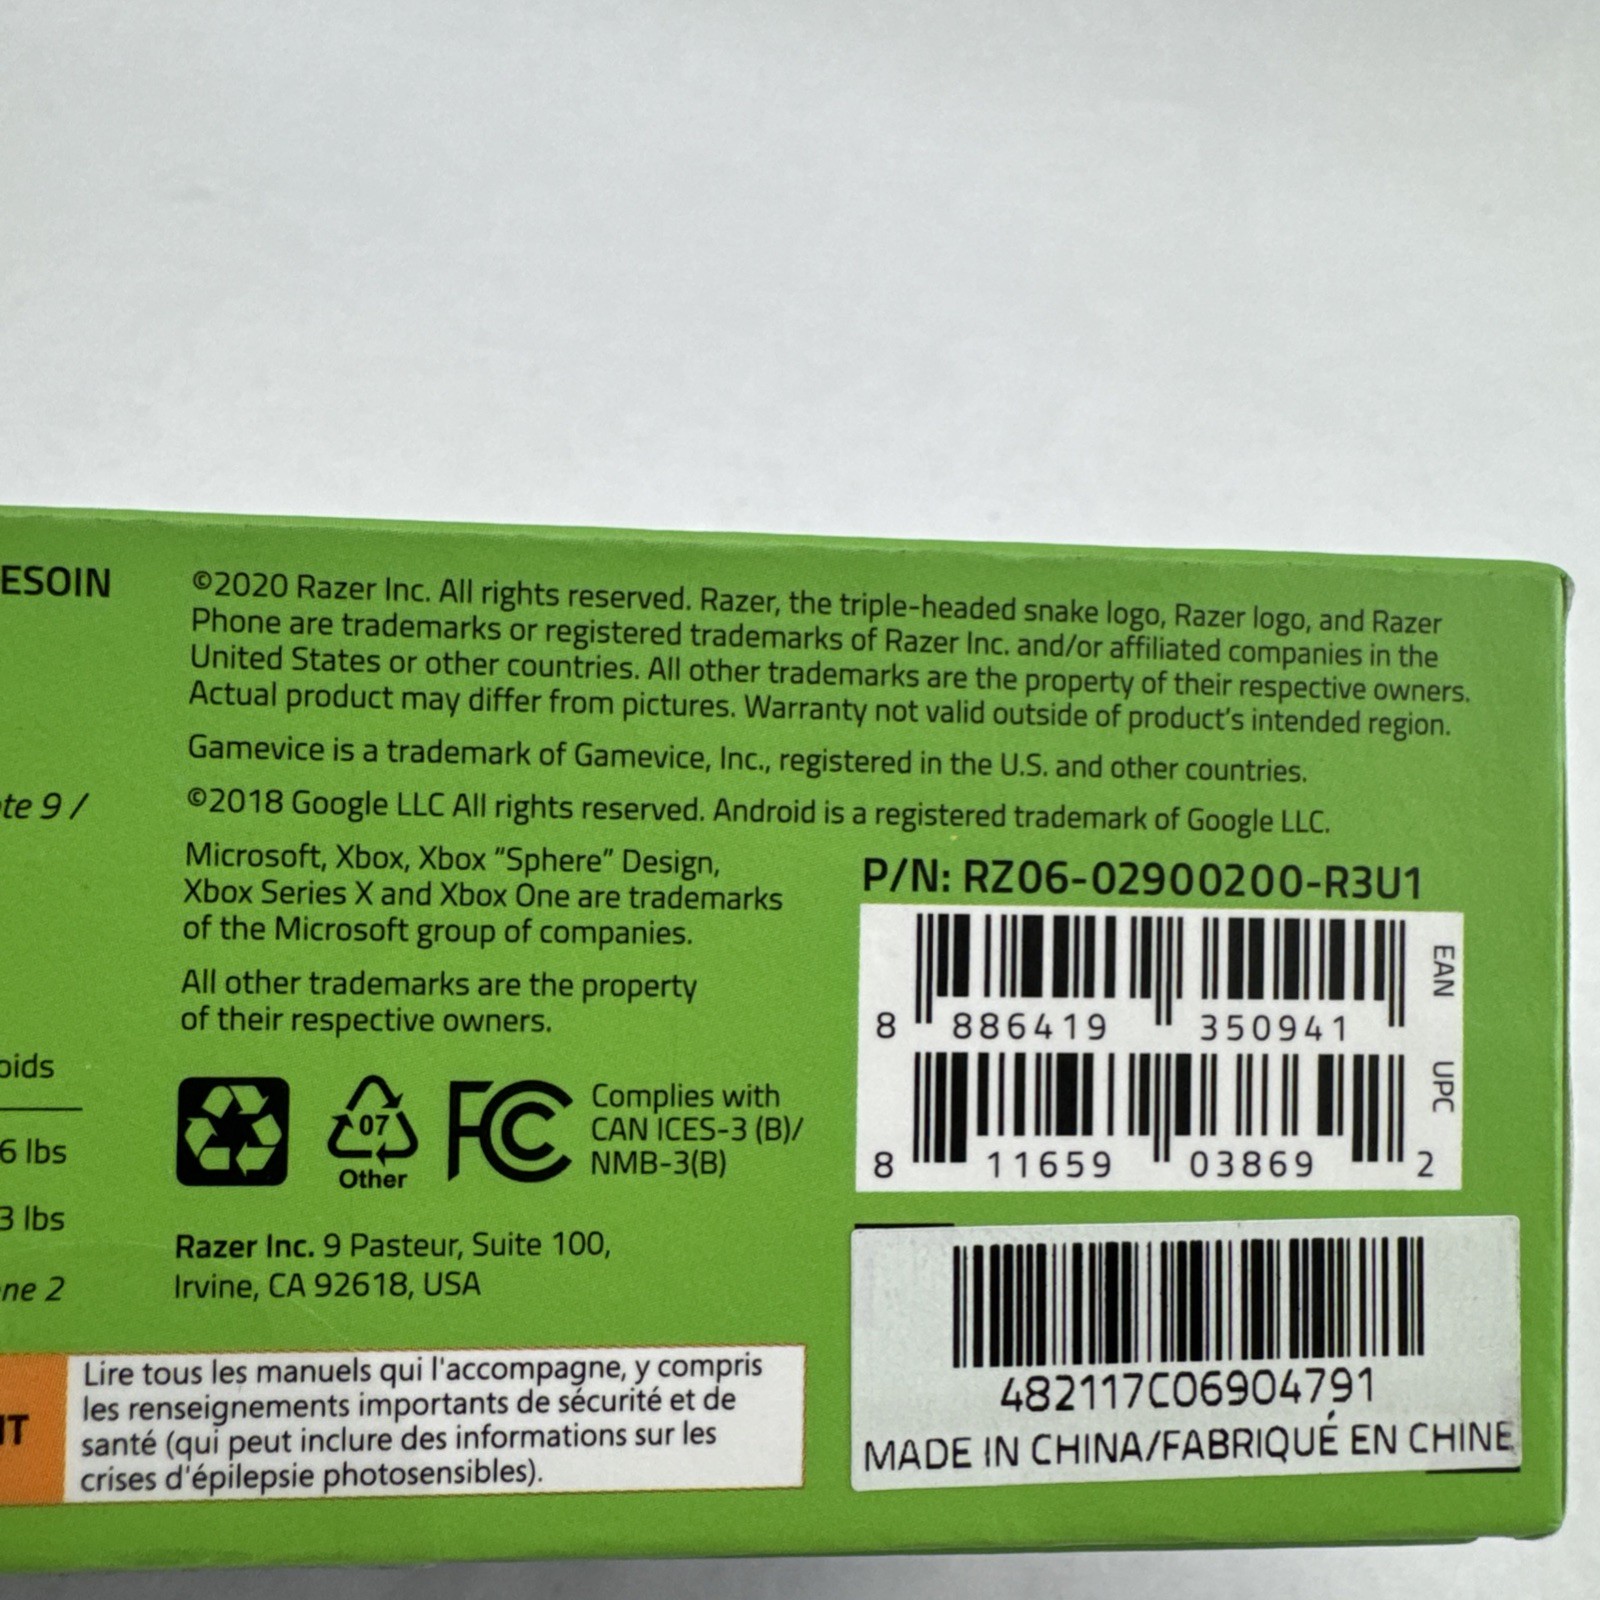 ESOIN
te 9 /
oids
6 lbs
3 lbs
ne 2
©2020 Razer Inc. All rights reserved. Razer, the triple-headed snake logo, Razer logo, and Razer
Phone are trademarks or registered trademarks of Razer Inc. and/or affiliated companies in the
United States or other countries. All other trademarks are the property of their respective owners.
Actual product may differ from pictures. Warranty not valid outside of product's intended region.
Gamevice is a trademark of Gamevice, Inc., registered in the U.S. and other countries.
©2018 Google LLC All rights reserved. Android is a registered trademark of Google LLC.
Microsoft, Xbox, Xbox “Sphere” Design,
Xbox Series X and Xbox One are trademarks
of the Microsoft group of companies.
All other trademarks are the property
of their respective owners.
07
Other
FC
Complies with
CAN ICES-3 (B)/
NMB-3(B)
Razer Inc. 9 Pasteur, Suite 100,
Irvine, CA 92618, USA
P/N: RZ06-02900200-R3U1
EAN
8 886419 350941
UPC
8 11659 03869 2
482117C06904791
MADE IN CHINA/FABRIQUÉ EN CHINE
NT
Lire tous les manuels qui l'accompagne, y compris
les renseignements importants de sécurité et de
santé (qui peut inclure des informations sur les
crises d'épilepsie photosensibles).